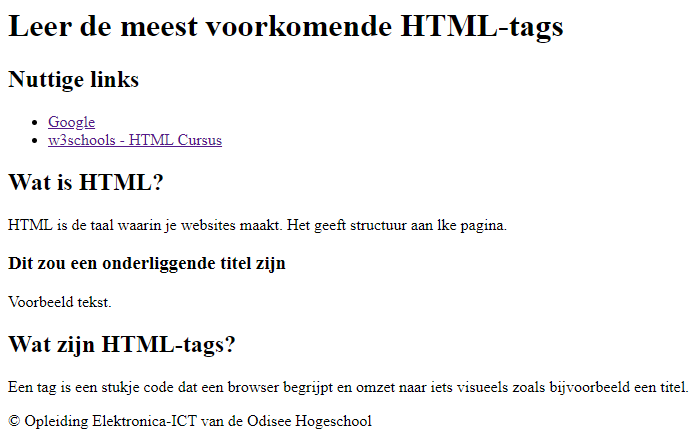 Leer de meest voorkomende HTML-tags
Nuttige links
Google
w3schools - HTML Cursus
Wat is HTML?
HTML is de taal waarin je websites maakt. Het geeft structuur aan lke pagina.
Dit zou een onderliggende titel zijn
Voorbeeld tekst.
Wat zijn HTML-tags?
Een tag is een stukje code dat een browser begrijpt en omzet naar iets visueels zoals bijvoorbeeld een titel.
© Opleiding Elektronica-ICT van de Odisee Hogeschool